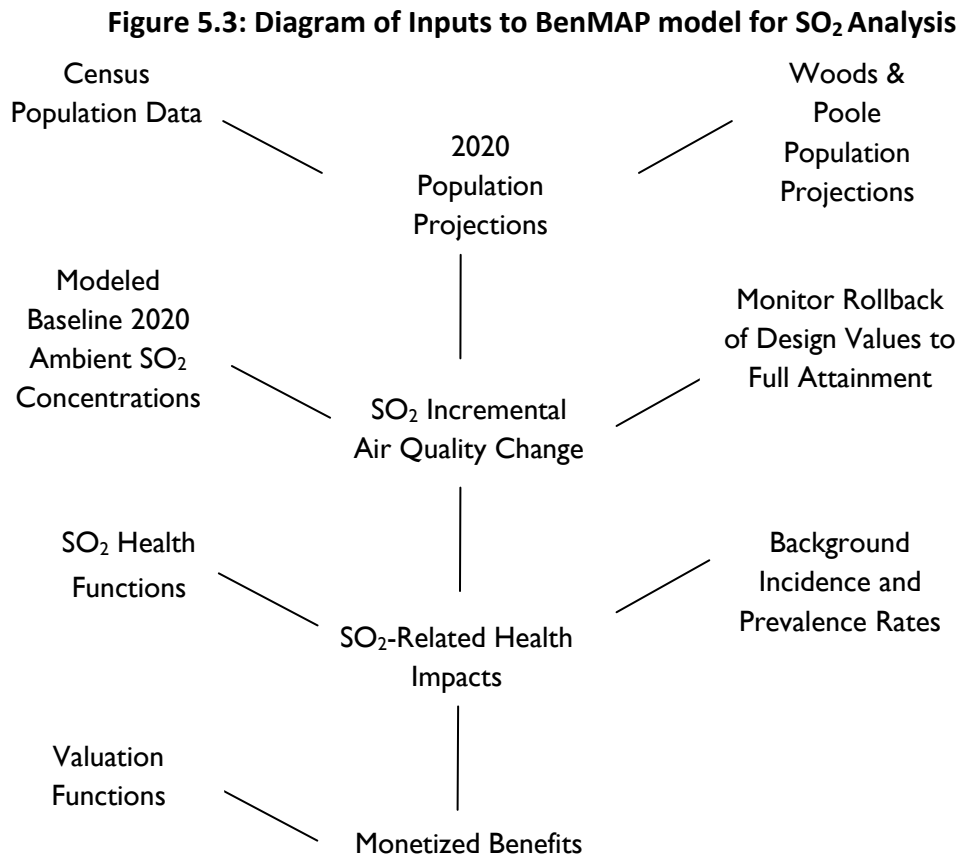 Figure 5.3: Diagram of Inputs to BenMAP model for SO₂ Analysis
Census
Population Data
Woods &
Poole
Population
Projections
2020
Population
Projections
Modeled
Baseline 2020
Ambient SO₂
Concentrations
Monitor Rollback
of Design Values to
Full Attainment
SO₂ Incremental
Air Quality Change
SO₂ Health
Functions
Background
Incidence and
Prevalence Rates
SO₂-Related Health
Impacts
Valuation
Functions
Monetized Benefits